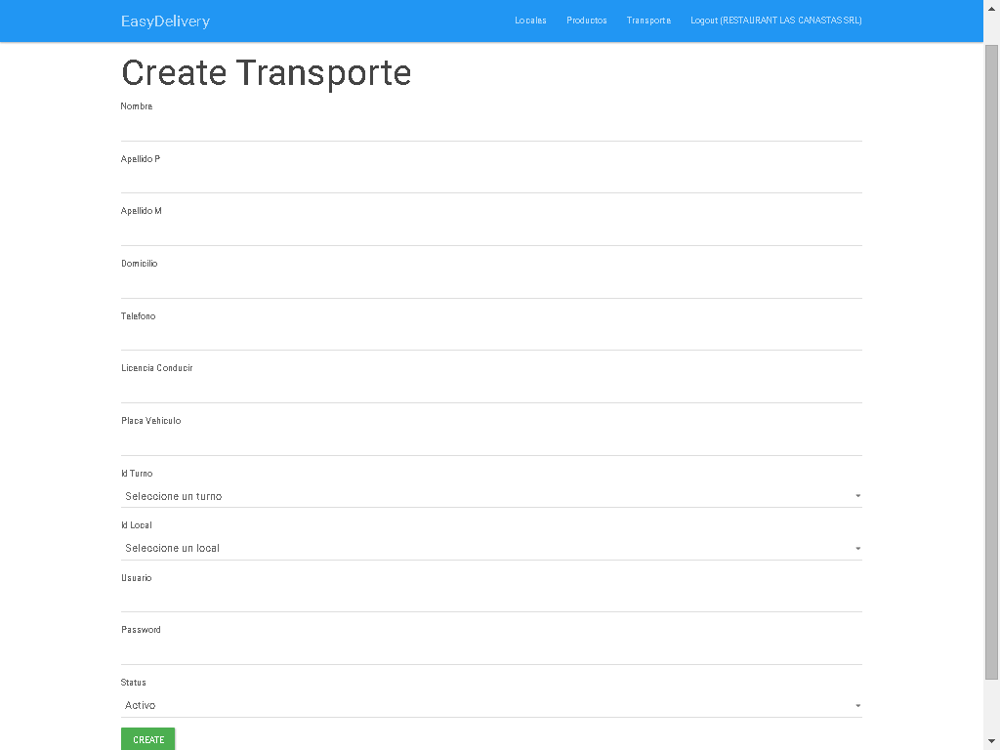 EasyDelivery
Locales Productos Transporte Logout (RESTAURANT LAS CANASTAS SRL)
Create Transporte
Nombre
Apellido P
Apellido M
Domicilio
Telefono
Licencia Conducir
Placa Vehiculo
Id Turno
Seleccione un turno
Id Local
Seleccione un local
Usuario
Password
Status
Activo
CREATE